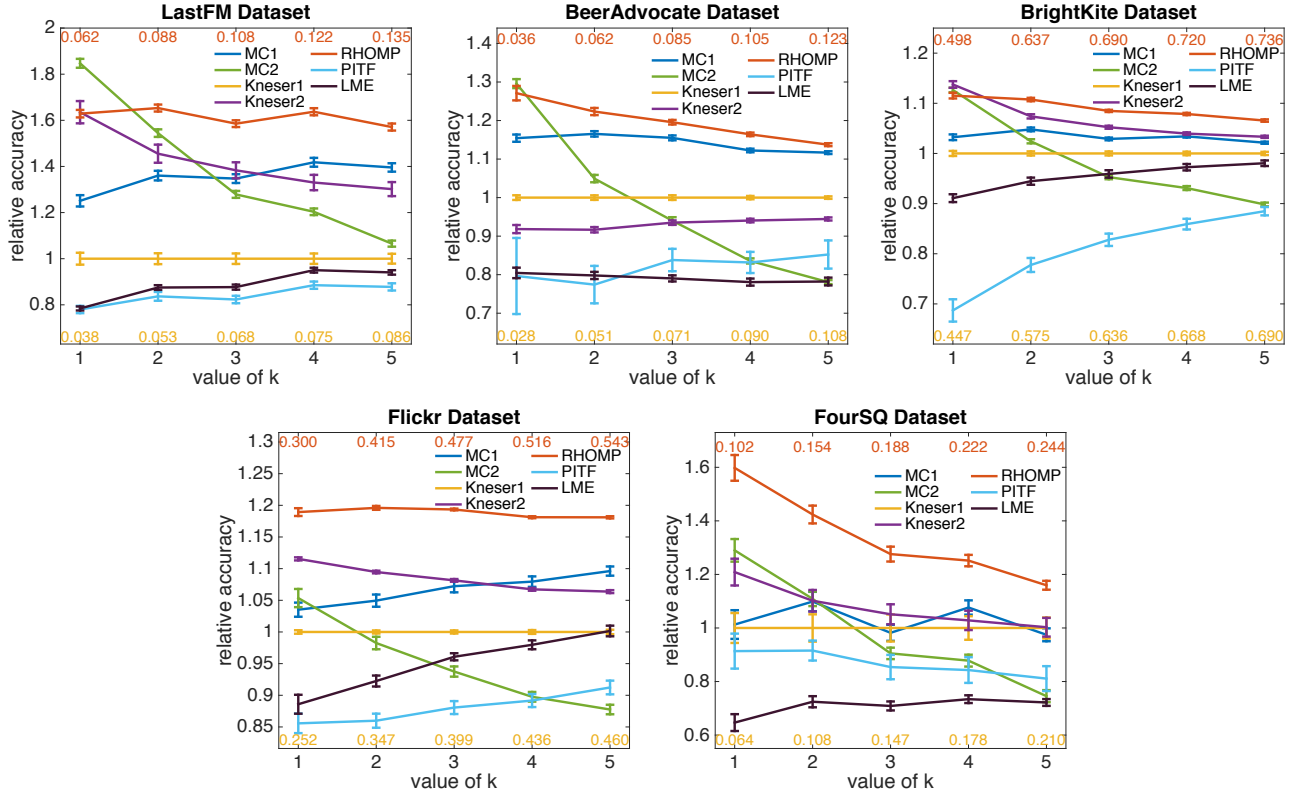 LastFM Dataset
2
1.8
1.6
1.4
1.2
1
0.8
relative accuracy
0.062 0.088 0.108 0.122 0.135
MC1 RHOMP
MC2 PITF
Kneser1 LME
Kneser2
0.038 0.053 0.068 0.075 0.086
1 2 3 4 5
value of k
BeerAdvocate Dataset
1.4
1.3
1.2
1.1
1
0.9
0.8
0.7
relative accuracy
0.036 0.062 0.085 0.105 0.123
MC1 RHOMP
MC2 PITF
Kneser1 LME
Kneser2
0.028 0.051 0.071 0.090 0.108
1 2 3 4 5
value of k
BrightKite Dataset
1.2
1.1
1
0.9
0.8
0.7
relative accuracy
0.498 0.637 0.690 0.720 0.736
MC1 RHOMP
MC2 PITF
Kneser1 LME
Kneser2
0.447 0.575 0.636 0.668 0.690
1 2 3 4 5
value of k
Flickr Dataset
1.3
1.25
1.2
1.15
1.1
1.05
1
0.95
0.9
0.85
relative accuracy
0.300 0.415 0.477 0.516 0.543
MC1 RHOMP
MC2 PITF
Kneser1 LME
Kneser2
0.252 0.347 0.399 0.436 0.460
1 2 3 4 5
value of k
FourSQ Dataset
1.6
1.4
1.2
1
0.8
0.6
relative accuracy
0.102 0.154 0.188 0.222 0.244
MC1 RHOMP
MC2 PITF
Kneser1 LME
Kneser2
0.064 0.108 0.147 0.178 0.210
1 2 3 4 5
value of k